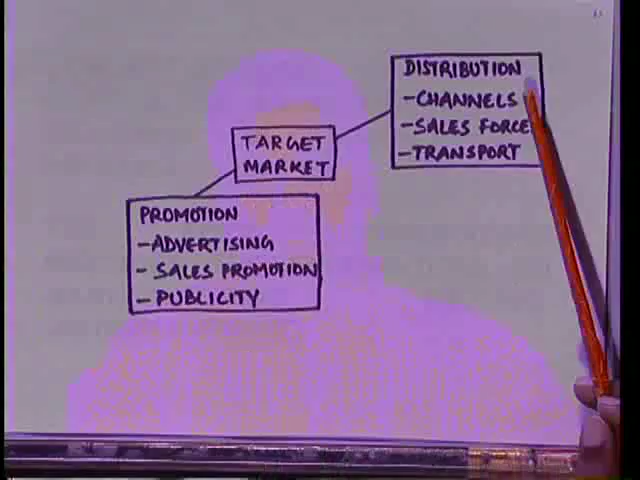 DISTRIBUTION
-CHANNELS
-SALES FORCE
-TRANSPORT
TARGET
MARKET
PROMOTION
-ADVERTISING
- SALES PROMOTION
- PUBLICITY